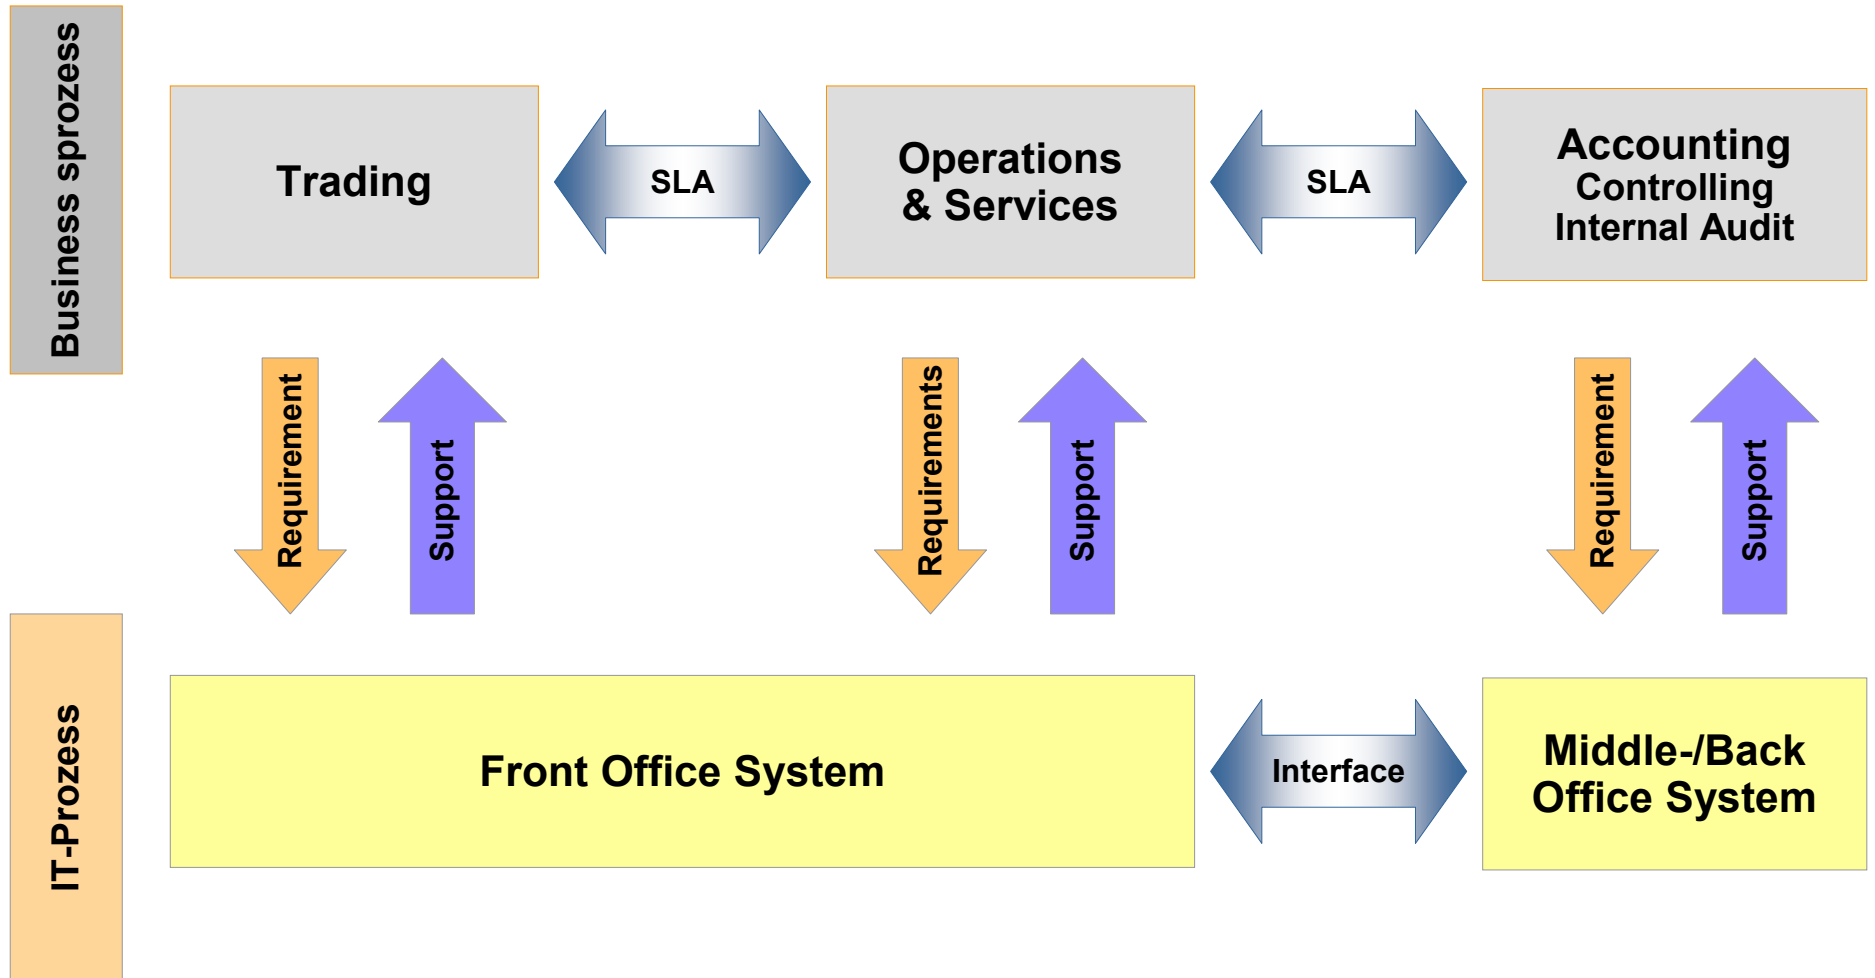 Business sprozess
Trading
SLA
Operations
& Services
SLA
Accounting
Controlling
Internal Audit
Requirement
Support
Requirements
Support
Requirement
Support
IT-Prozess
Front Office System
Interface
Middle-/Back
Office System